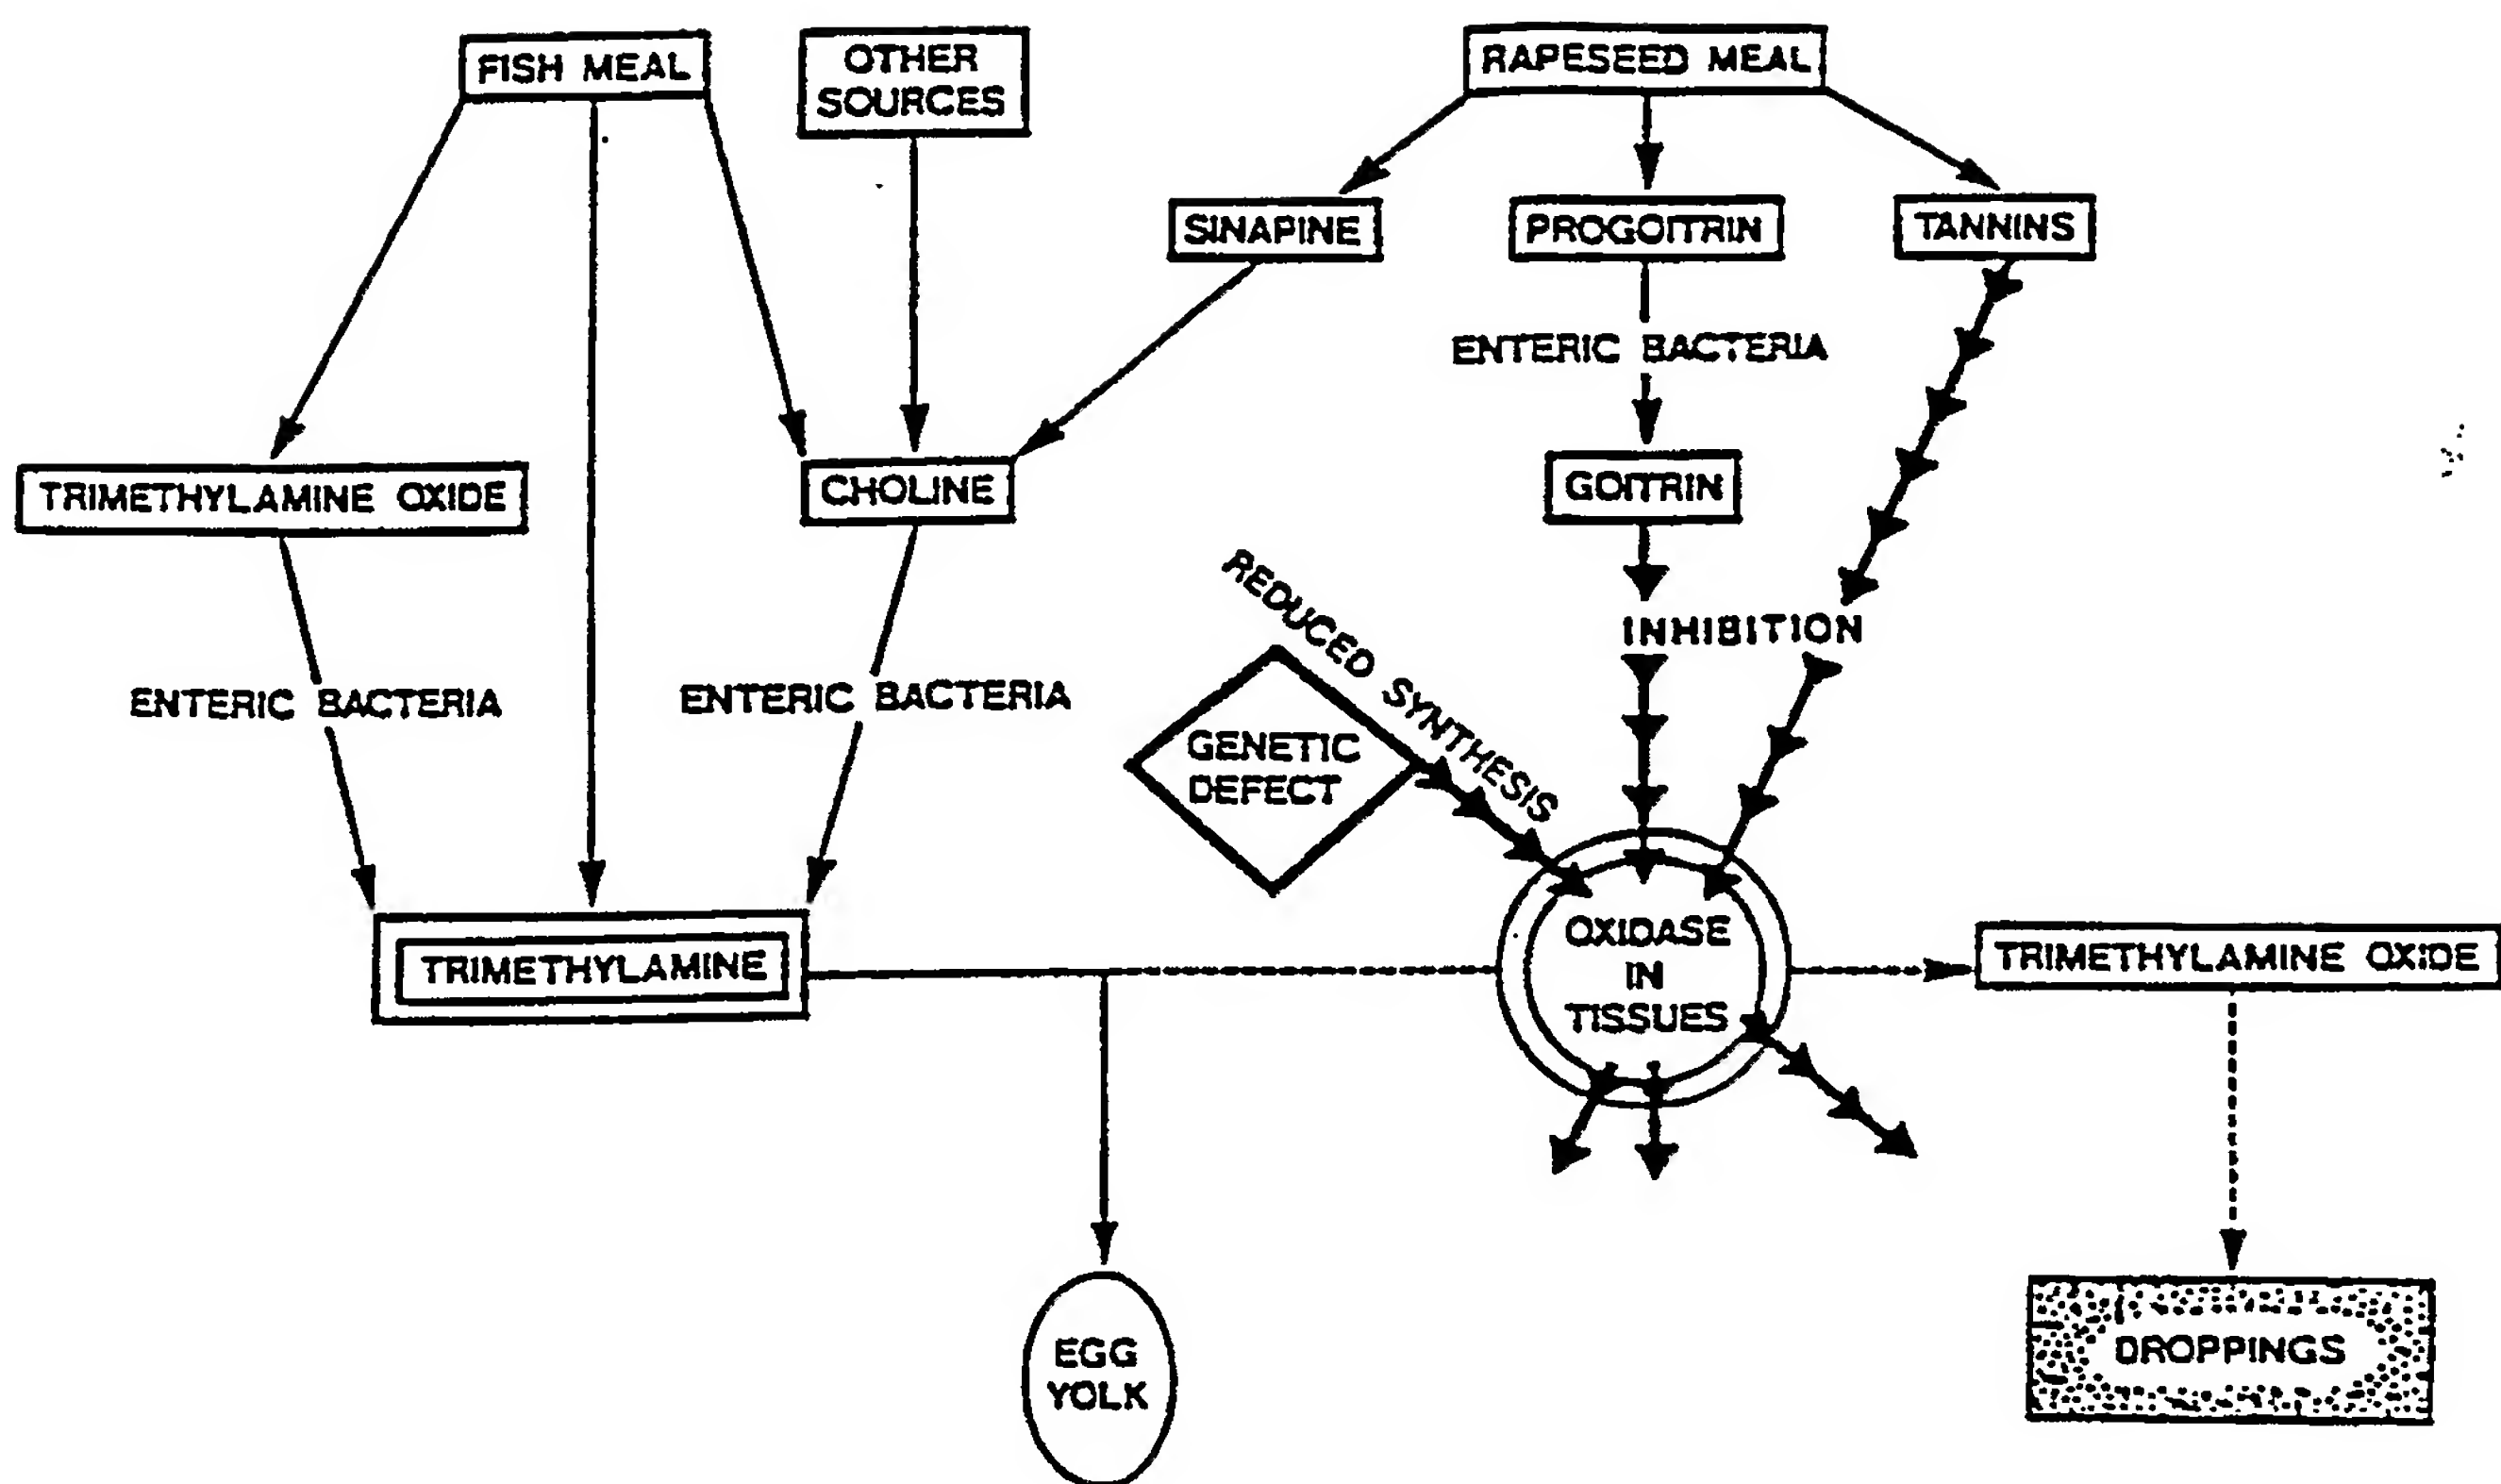 FISH MEAL
OTHER
SOURCES
RAPESEED MEAL
SINAPINE
PROGOITRIN
TANNINS
ENTERIC BACTERIA
TRIMETHYLAMINE OXIDE
CHOLINE
GOITRIN
INHIBITION
REDUCED SYNTHESIS
ENTERIC BACTERIA
ENTERIC BACTERIA
GENETIC
DEFECT
TRIMETHYLAMINE
OXIDASE
IN
TISSUES
TRIMETHYLAMINE OXIDE
EGG
YOLK
DROPPINGS